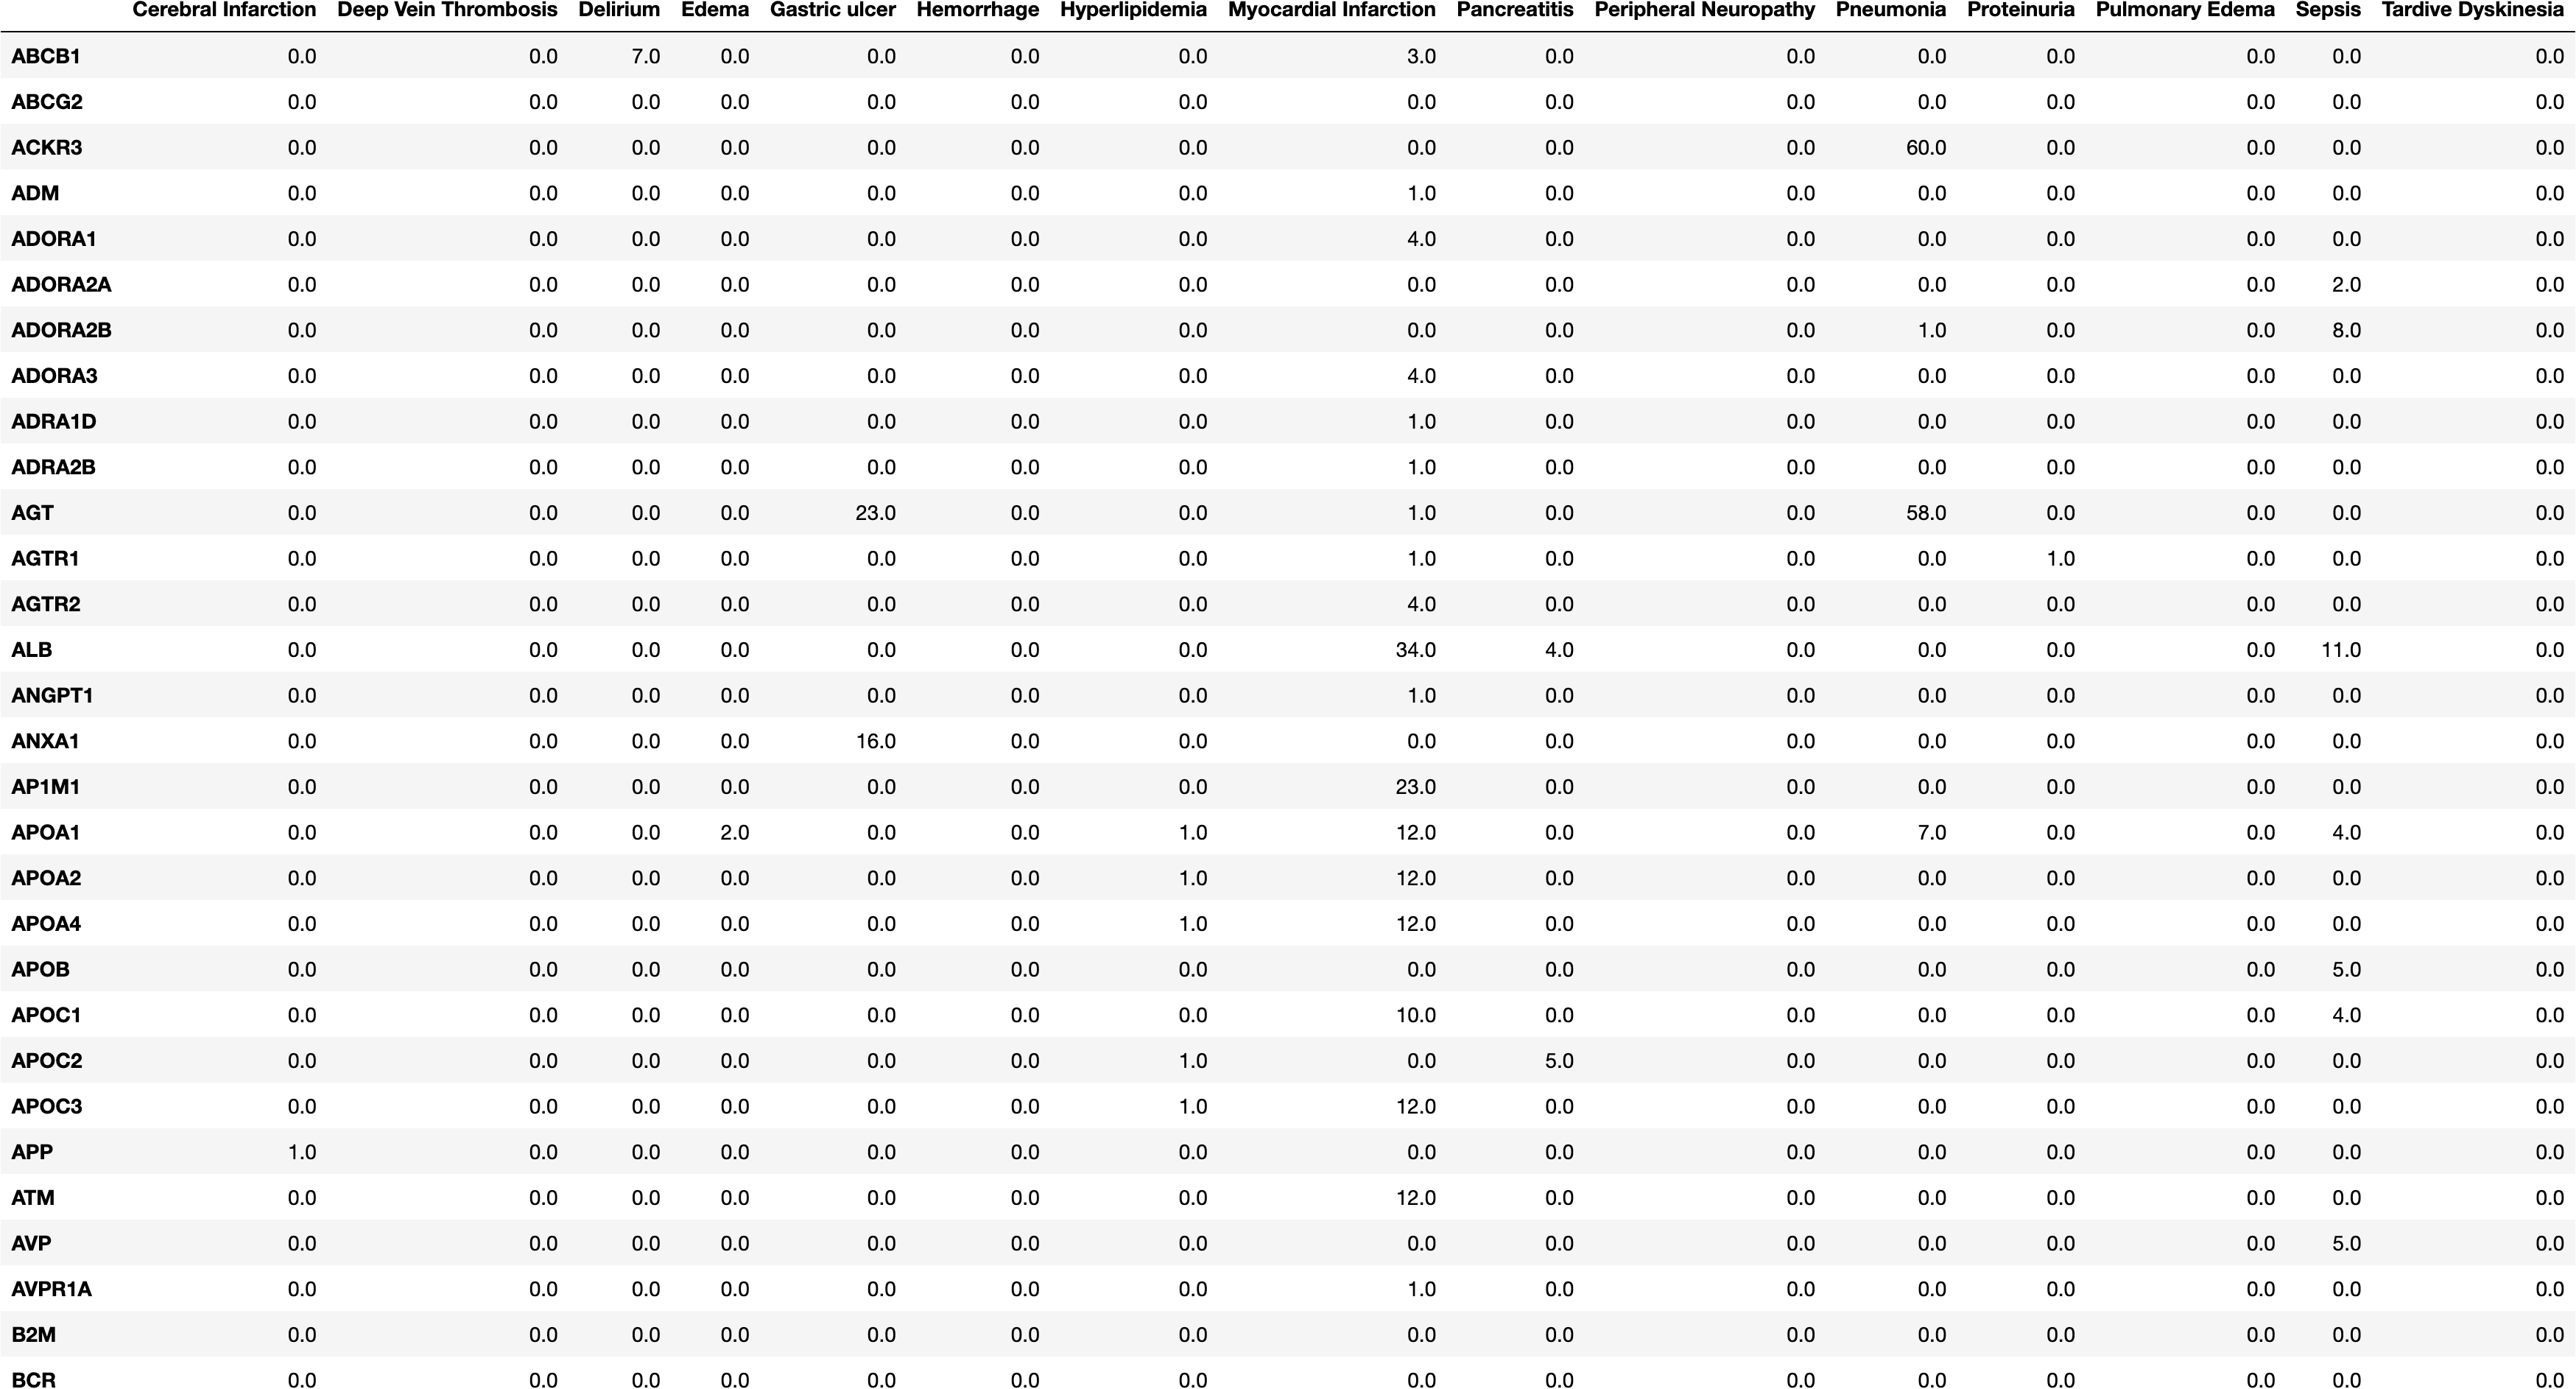 Cerebral Infarction Deep Vein Thrombosis Delirium Edema Gastric ulcer Hemorrhage Hyperlipidemia Myocardial Infarction Pancreatitis Peripheral Neuropathy Pneumonia Proteinuria Pulmonary Edema Sepsis Tardive Dyskinesia
ABCB1 0.0 0.0 7.0 0.0 0.0 0.0 0.0 3.0 0.0 0.0 0.0 0.0 0.0 0.0 0.0
ABCG2 0.0 0.0 0.0 0.0 0.0 0.0 0.0 0.0 0.0 0.0 0.0 0.0 0.0 0.0 0.0
ACKR3 0.0 0.0 0.0 0.0 0.0 0.0 0.0 0.0 0.0 0.0 60.0 0.0 0.0 0.0 0.0
ADM 0.0 0.0 0.0 0.0 0.0 0.0 0.0 1.0 0.0 0.0 0.0 0.0 0.0 0.0 0.0
ADORA1 0.0 0.0 0.0 0.0 0.0 0.0 0.0 4.0 0.0 0.0 0.0 0.0 0.0 0.0 0.0
ADORA2A 0.0 0.0 0.0 0.0 0.0 0.0 0.0 0.0 0.0 0.0 0.0 0.0 0.0 2.0 0.0
ADORA2B 0.0 0.0 0.0 0.0 0.0 0.0 0.0 0.0 0.0 0.0 1.0 0.0 0.0 8.0 0.0
ADORA3 0.0 0.0 0.0 0.0 0.0 0.0 0.0 4.0 0.0 0.0 0.0 0.0 0.0 0.0 0.0
ADRA1D 0.0 0.0 0.0 0.0 0.0 0.0 0.0 1.0 0.0 0.0 0.0 0.0 0.0 0.0 0.0
ADRA2B 0.0 0.0 0.0 0.0 0.0 0.0 0.0 1.0 0.0 0.0 0.0 0.0 0.0 0.0 0.0
AGT 0.0 0.0 0.0 0.0 23.0 0.0 0.0 1.0 0.0 0.0 58.0 0.0 0.0 0.0 0.0
AGTR1 0.0 0.0 0.0 0.0 0.0 0.0 0.0 1.0 0.0 0.0 0.0 1.0 0.0 0.0 0.0
AGTR2 0.0 0.0 0.0 0.0 0.0 0.0 0.0 4.0 0.0 0.0 0.0 0.0 0.0 0.0 0.0
ALB 0.0 0.0 0.0 0.0 0.0 0.0 0.0 34.0 4.0 0.0 0.0 0.0 0.0 11.0 0.0
ANGPT1 0.0 0.0 0.0 0.0 0.0 0.0 0.0 1.0 0.0 0.0 0.0 0.0 0.0 0.0 0.0
ANXA1 0.0 0.0 0.0 0.0 16.0 0.0 0.0 0.0 0.0 0.0 0.0 0.0 0.0 0.0 0.0
AP1M1 0.0 0.0 0.0 0.0 0.0 0.0 0.0 23.0 0.0 0.0 0.0 0.0 0.0 0.0 0.0
APOA1 0.0 0.0 0.0 2.0 0.0 0.0 1.0 12.0 0.0 0.0 7.0 0.0 0.0 4.0 0.0
APOA2 0.0 0.0 0.0 0.0 0.0 0.0 1.0 12.0 0.0 0.0 0.0 0.0 0.0 0.0 0.0
APOA4 0.0 0.0 0.0 0.0 0.0 0.0 1.0 12.0 0.0 0.0 0.0 0.0 0.0 0.0 0.0
APOB 0.0 0.0 0.0 0.0 0.0 0.0 0.0 0.0 0.0 0.0 0.0 0.0 0.0 5.0 0.0
APOC1 0.0 0.0 0.0 0.0 0.0 0.0 0.0 10.0 0.0 0.0 0.0 0.0 0.0 4.0 0.0
APOC2 0.0 0.0 0.0 0.0 0.0 0.0 1.0 0.0 5.0 0.0 0.0 0.0 0.0 0.0 0.0
APOC3 0.0 0.0 0.0 0.0 0.0 0.0 1.0 12.0 0.0 0.0 0.0 0.0 0.0 0.0 0.0
APP 1.0 0.0 0.0 0.0 0.0 0.0 0.0 0.0 0.0 0.0 0.0 0.0 0.0 0.0 0.0
ATM 0.0 0.0 0.0 0.0 0.0 0.0 0.0 12.0 0.0 0.0 0.0 0.0 0.0 0.0 0.0
AVP 0.0 0.0 0.0 0.0 0.0 0.0 0.0 0.0 0.0 0.0 0.0 0.0 0.0 5.0 0.0
AVPR1A 0.0 0.0 0.0 0.0 0.0 0.0 0.0 1.0 0.0 0.0 0.0 0.0 0.0 0.0 0.0
B2M 0.0 0.0 0.0 0.0 0.0 0.0 0.0 0.0 0.0 0.0 0.0 0.0 0.0 0.0 0.0
BCR 0.0 0.0 0.0 0.0 0.0 0.0 0.0 0.0 0.0 0.0 0.0 0.0 0.0 0.0 0.0